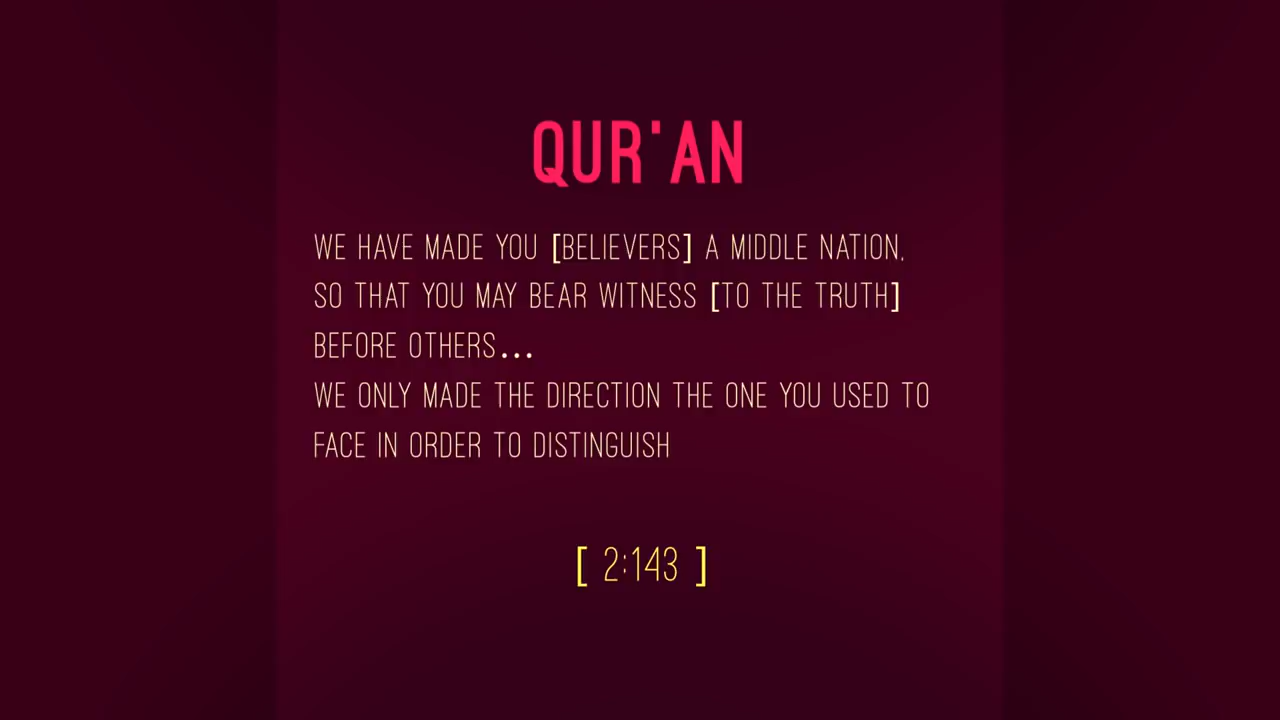 QUR'AN
WE HAVE MADE YOU [BELIEVERS] A MIDDLE NATION,
SO THAT YOU MAY BEAR WITNESS [TO THE TRUTH]
BEFORE OTHERS...
WE ONLY MADE THE DIRECTION THE ONE YOU USED TO
FACE IN ORDER TO DISTINGUISH
[ 2:143 ]